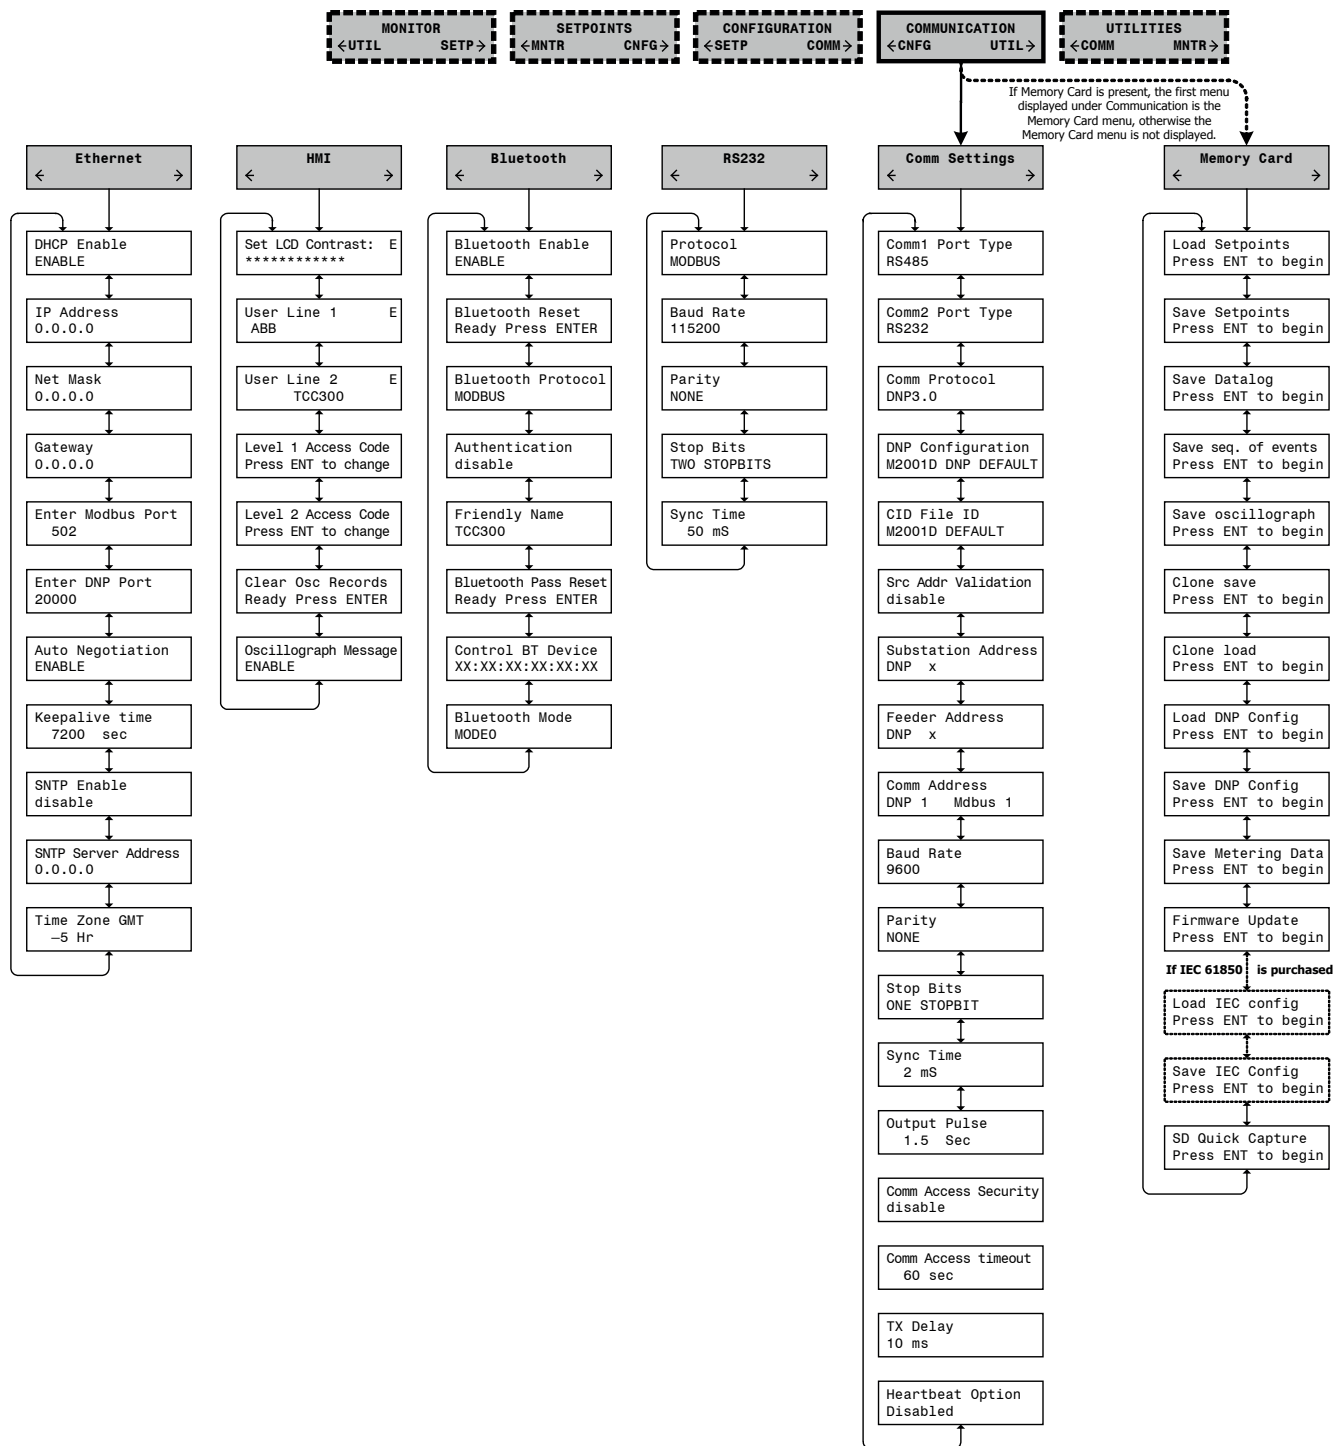 MONITOR
←UTIL SETP→
SETPOINTS
←MNTR CNFG→
CONFIGURATION
←SETP COMM→
COMMUNICATION
←CNFG UTIL→
UTILITIES
←COMM MNTR→
If Memory Card is present, the first menu
displayed under Communication is the
Memory Card menu, otherwise the
Memory Card menu is not displayed.
Ethernet
← →
DHCP Enable
ENABLE
IP Address
0.0.0.0
Net Mask
0.0.0.0
Gateway
0.0.0.0
Enter Modbus Port
502
Enter DNP Port
20000
Auto Negotiation
ENABLE
Keepalive time
7200 sec
SNTP Enable
disable
SNTP Server Address
0.0.0.0
Time Zone GMT
–5 Hr
HMI
← →
Set LCD Contrast: E
************
User Line 1 E
ABB
User Line 2 E
TCC300
Level 1 Access Code
Press ENT to change
Level 2 Access Code
Press ENT to change
Clear Osc Records
Ready Press ENTER
Oscillograph Message
ENABLE
Bluetooth
← →
Bluetooth Enable
ENABLE
Bluetooth Reset
Ready Press ENTER
Bluetooth Protocol
MODBUS
Authentication
disable
Friendly Name
TCC300
Bluetooth Pass Reset
Ready Press ENTER
Control BT Device
XX:XX:XX:XX:XX:XX
Bluetooth Mode
MODE0
RS232
← →
Protocol
MODBUS
Baud Rate
115200
Parity
NONE
Stop Bits
TWO STOPBITS
Sync Time
50 mS
Comm Settings
← →
Comm1 Port Type
RS485
Comm2 Port Type
RS232
Comm Protocol
DNP3.0
DNP Configuration
M2001D DNP DEFAULT
CID File ID
M2001D DEFAULT
Src Addr Validation
disable
Substation Address
DNP x
Feeder Address
DNP x
Comm Address
DNP 1 Mdbus 1
Baud Rate
9600
Parity
NONE
Stop Bits
ONE STOPBIT
Sync Time
2 mS
Output Pulse
1.5 Sec
Comm Access Security
disable
Comm Access timeout
60 sec
TX Delay
10 ms
Heartbeat Option
Disabled
Memory Card
← →
Load Setpoints
Press ENT to begin
Save Setpoints
Press ENT to begin
Save Datalog
Press ENT to begin
Save seq. of events
Press ENT to begin
Save oscillograph
Press ENT to begin
Clone save
Press ENT to begin
Clone load
Press ENT to begin
Load DNP Config
Press ENT to begin
Save DNP Config
Press ENT to begin
Save Metering Data
Press ENT to begin
Firmware Update
Press ENT to begin
If IEC 61850 is purchased
Load IEC config
Press ENT to begin
Save IEC Config
Press ENT to begin
SD Quick Capture
Press ENT to begin